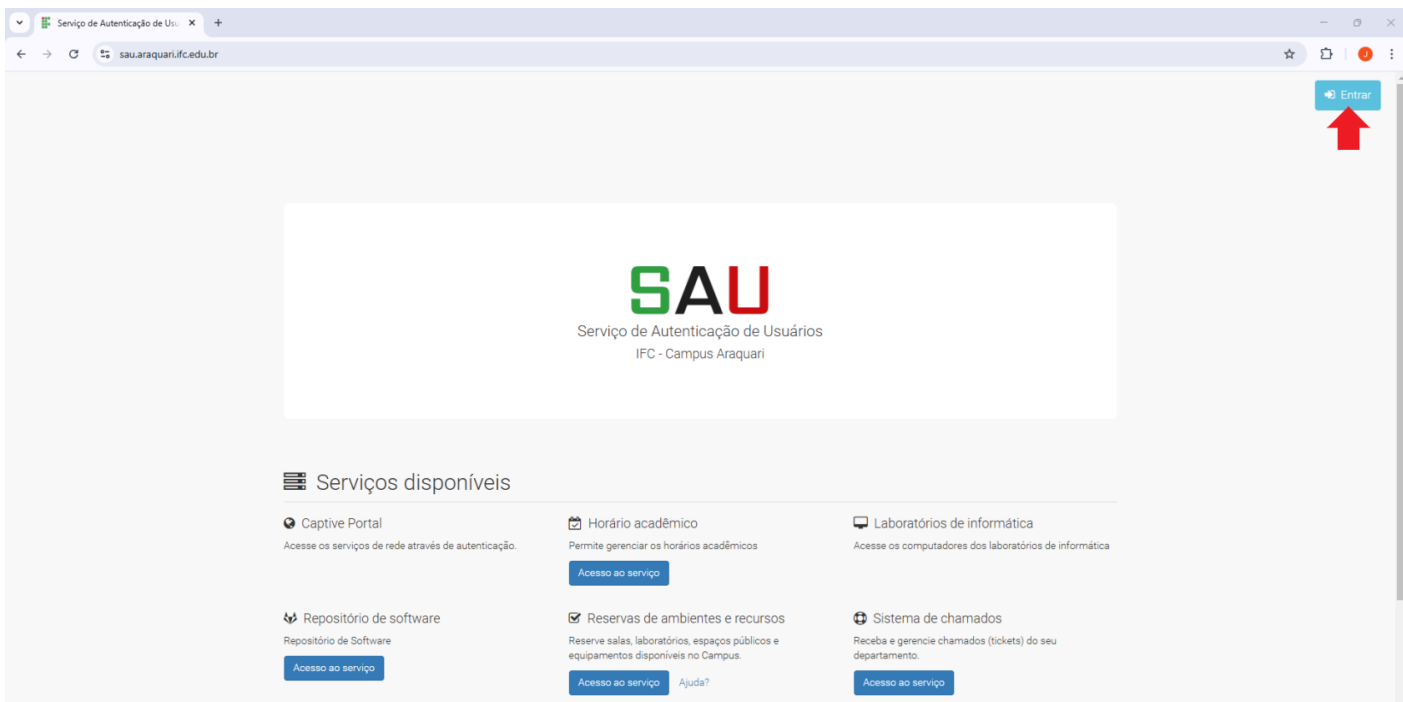 Serviço de Autenticação de Usu
sau.araquari.ifc.edu.br
J
Entrar
SAU
Serviço de Autenticação de Usuários
IFC - Campus Araquari
Serviços disponíveis
Captive Portal
Acesse os serviços de rede através de autenticação.
Horário acadêmico
Permite gerenciar os horários acadêmicos
Acesso ao serviço
Laboratórios de informática
Acesse os computadores dos laboratórios de informática
Repositório de software
Repositório de Software
Acesso ao serviço
Reservas de ambientes e recursos
Reserve salas, laboratórios, espaços públicos e
equipamentos disponíveis no Campus.
Acesso ao serviço Ajuda?
Sistema de chamados
Receba e gerencie chamados (tickets) do seu
departamento.
Acesso ao serviço